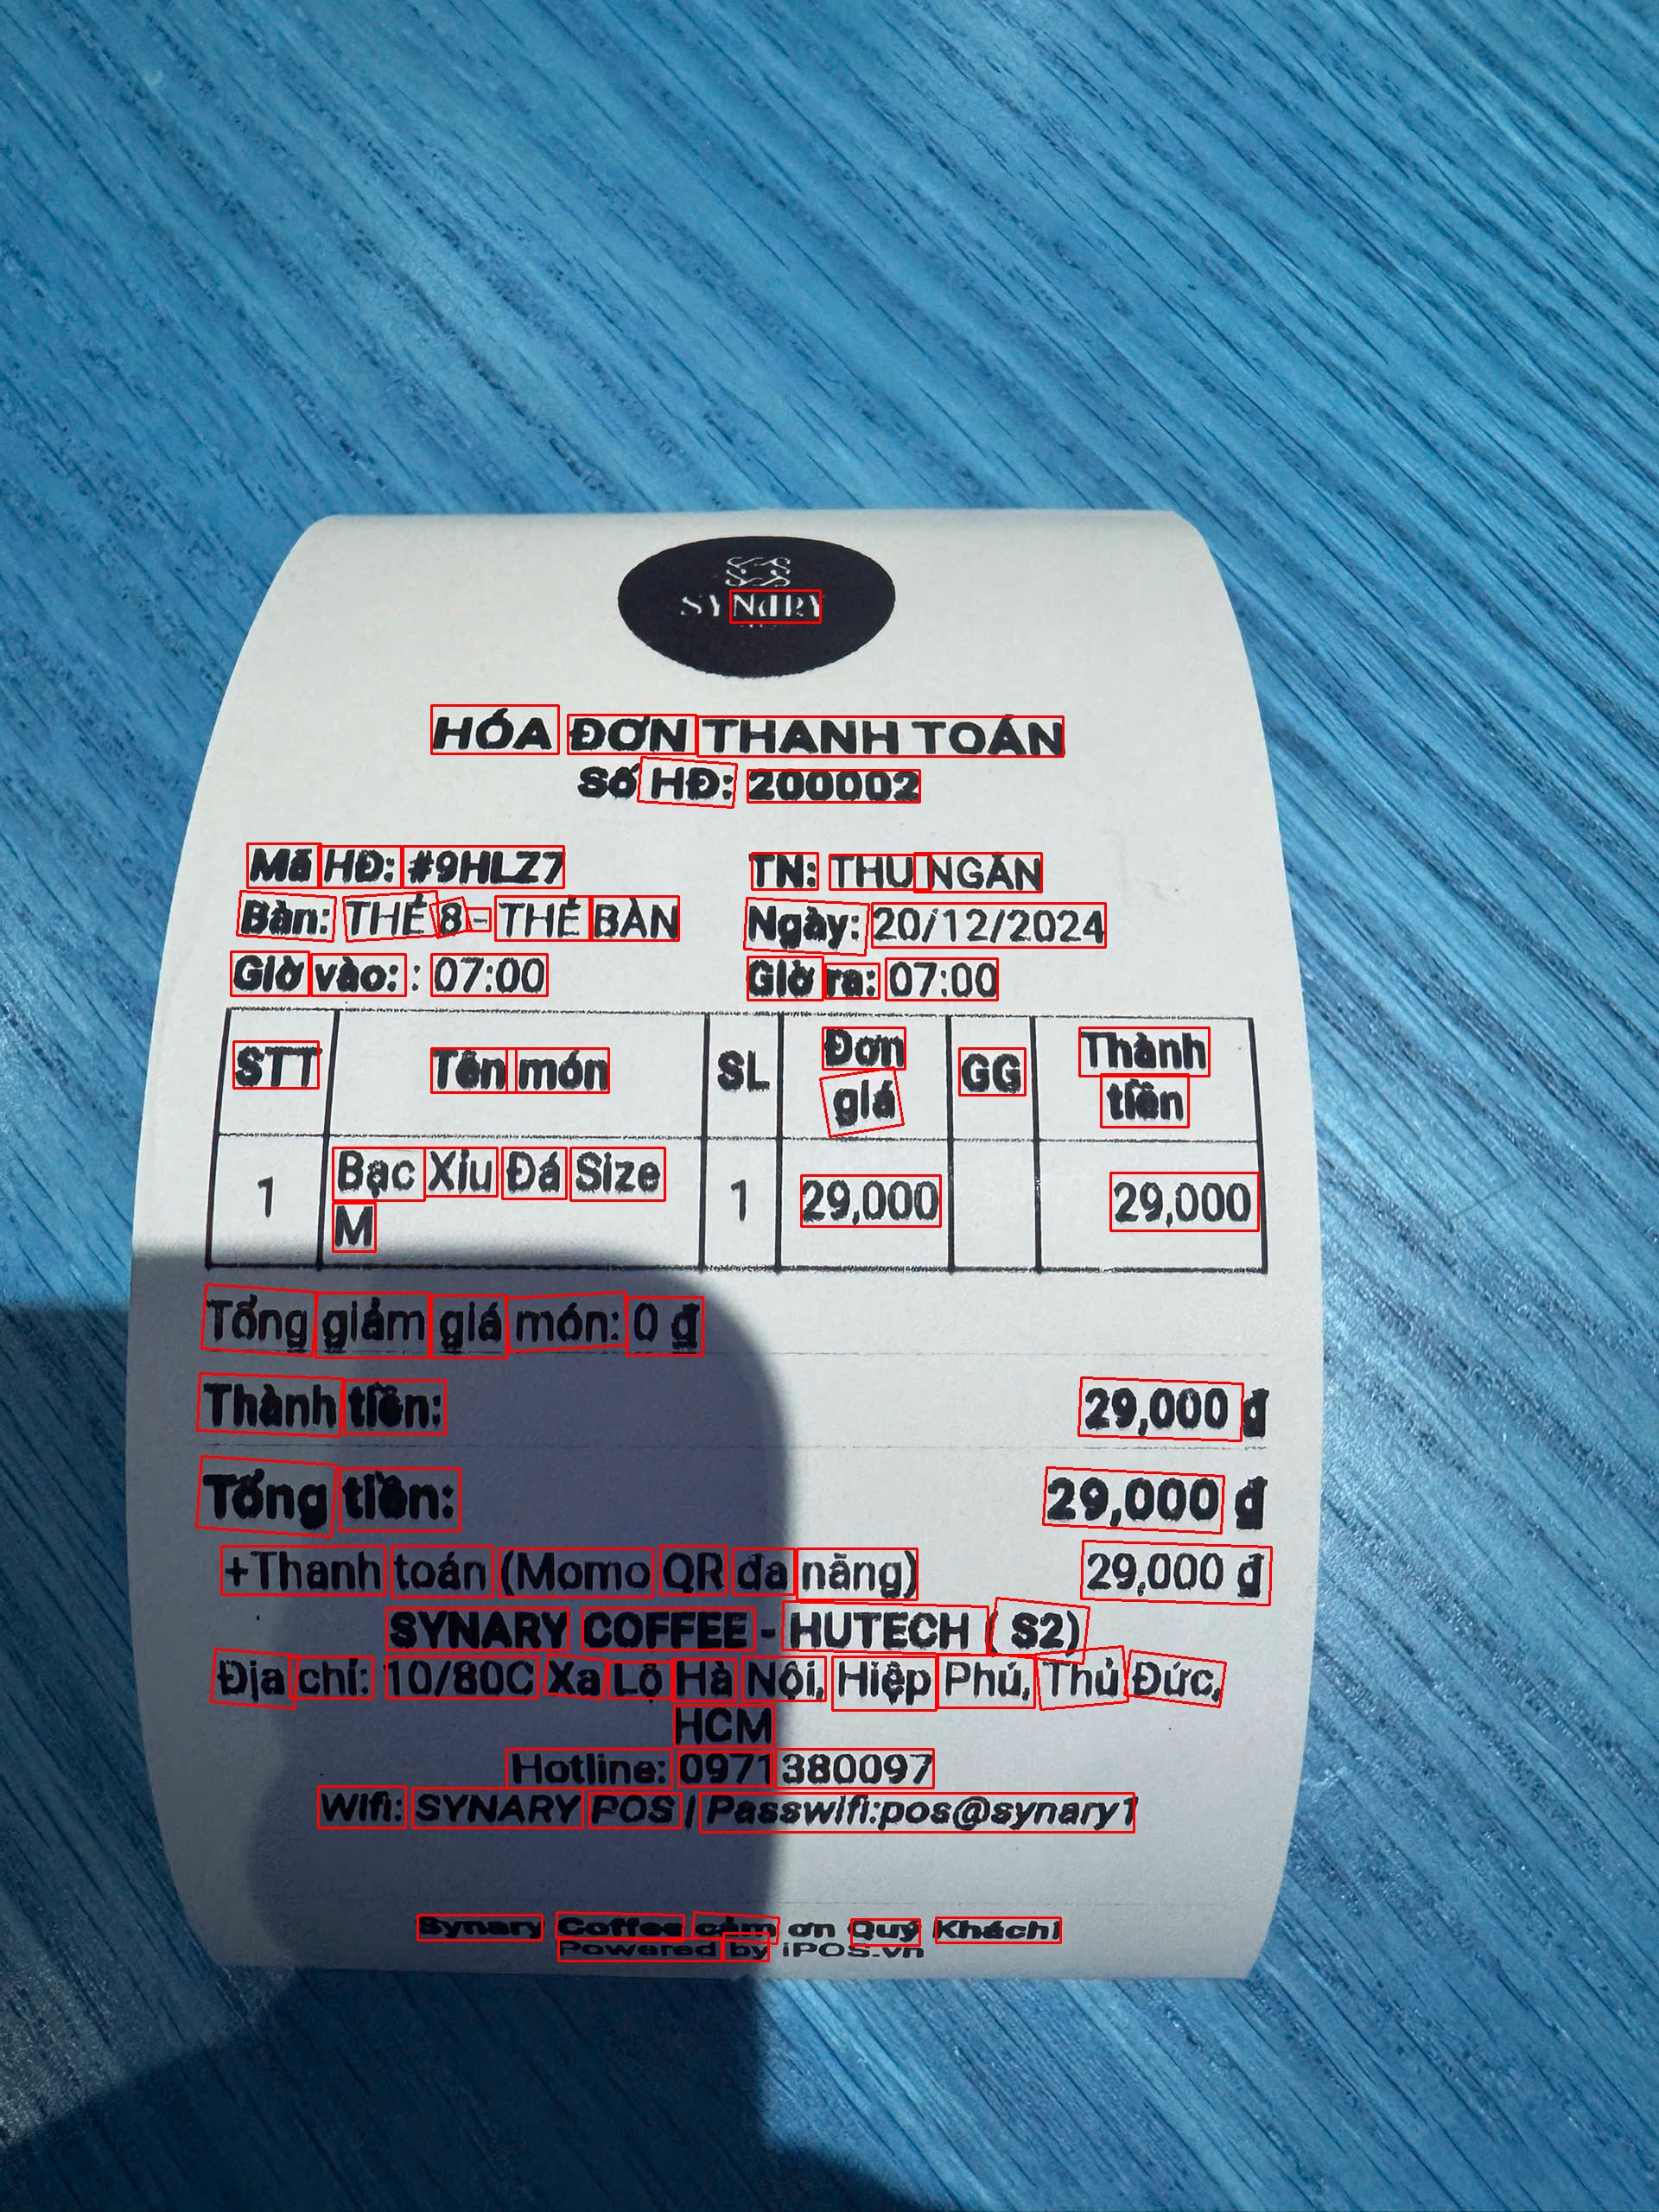 SYNARY
HÓA ĐƠN THANH TOÁN
Số HĐ: 200002
Mã HĐ: #9HLZ7 TN: THU NGÂN
Bàn: THẺ 8 - THẺ BÀN Ngày: 20/12/2024
Giờ vào: : 07:00 Giờ ra: 07:00
STT Tên món SL Đơn giá GG Thành tiền
1 Bạc Xỉu Đá Size M 1 29,000 29,000
Tổng giảm giá món: 0 đ
Thành tiền: 29,000 đ
Tổng tiền: 29,000 đ
+Thanh toán (Momo QR đa năng) 29,000 đ
SYNARY COFFEE - HUTECH ( S2)
Địa chỉ: 10/80C Xa Lộ Hà Nội, Hiệp Phú, Thủ Đức,
HCM
Hotline: 0971380097
Wifi: SYNARY POS | Passwifi:pos@synary1
Synary Coffee cảm ơn Quý Khách!
Powered by iPOS.vn